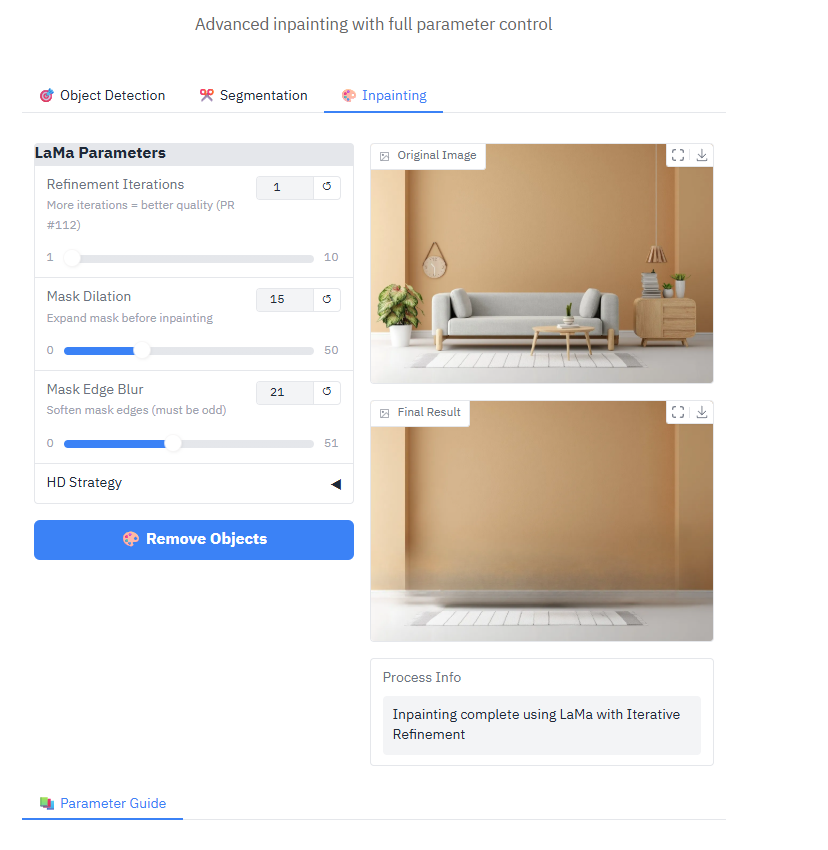 Advanced inpainting with full parameter control
Object Detection
Segmentation
Inpainting
LaMa Parameters
Refinement Iterations
1
More iterations = better quality (PR
#112)
1
10
Mask Dilation
15
Expand mask before inpainting
0
50
Mask Edge Blur
21
Soften mask edges (must be odd)
0
51
HD Strategy
Remove Objects
Original Image
Final Result
Process Info
Inpainting complete using LaMa with Iterative
Refinement
Parameter Guide